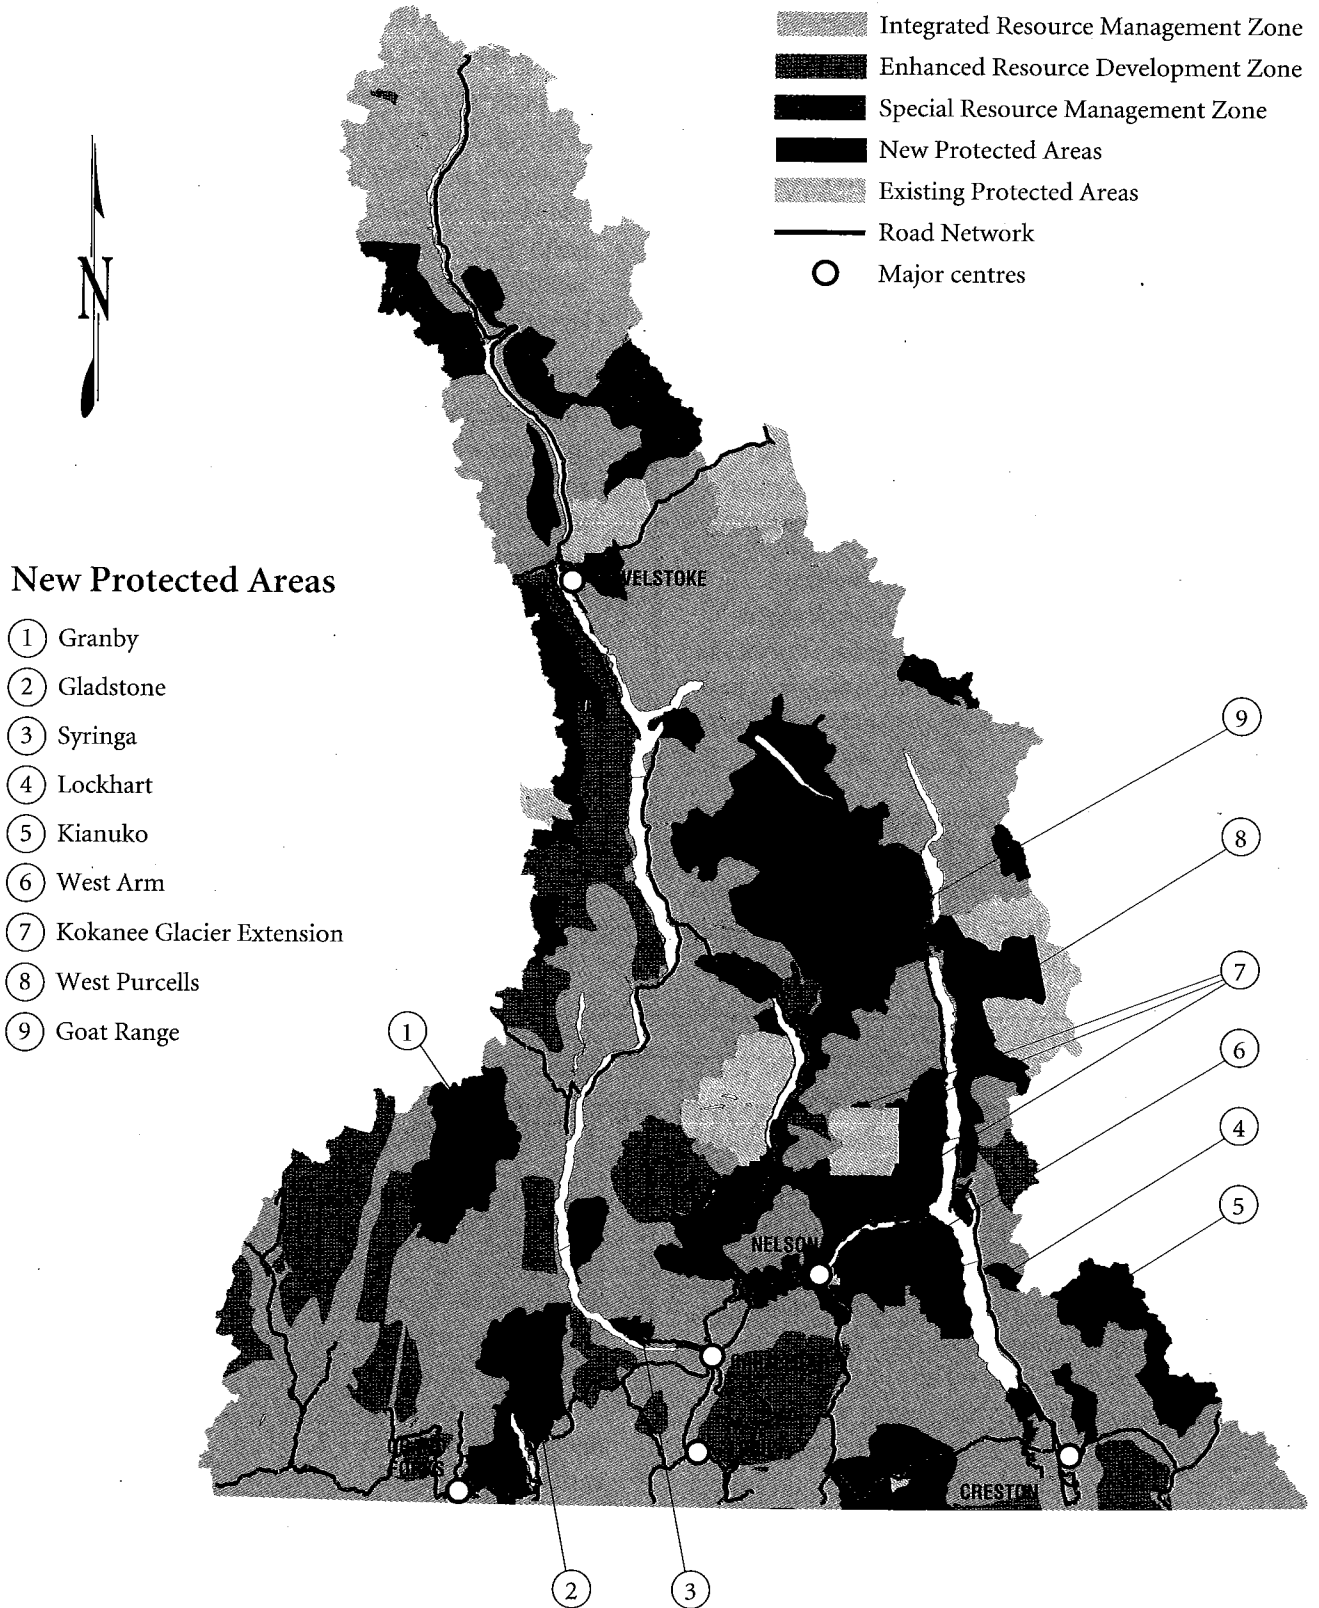 Integrated Resource Management Zone
Enhanced Resource Development Zone
Special Resource Management Zone
New Protected Areas
Existing Protected Areas
Road Network
Major centres
N
New Protected Areas
1 Granby
2 Gladstone
3 Syringa
4 Lockhart
5 Kianuko
6 West Arm
7 Kokanee Glacier Extension
8 West Purcells
9 Goat Range
VELSTOKE
9
8
7
1
6
4
5
NELSON
CRESTON
2
3